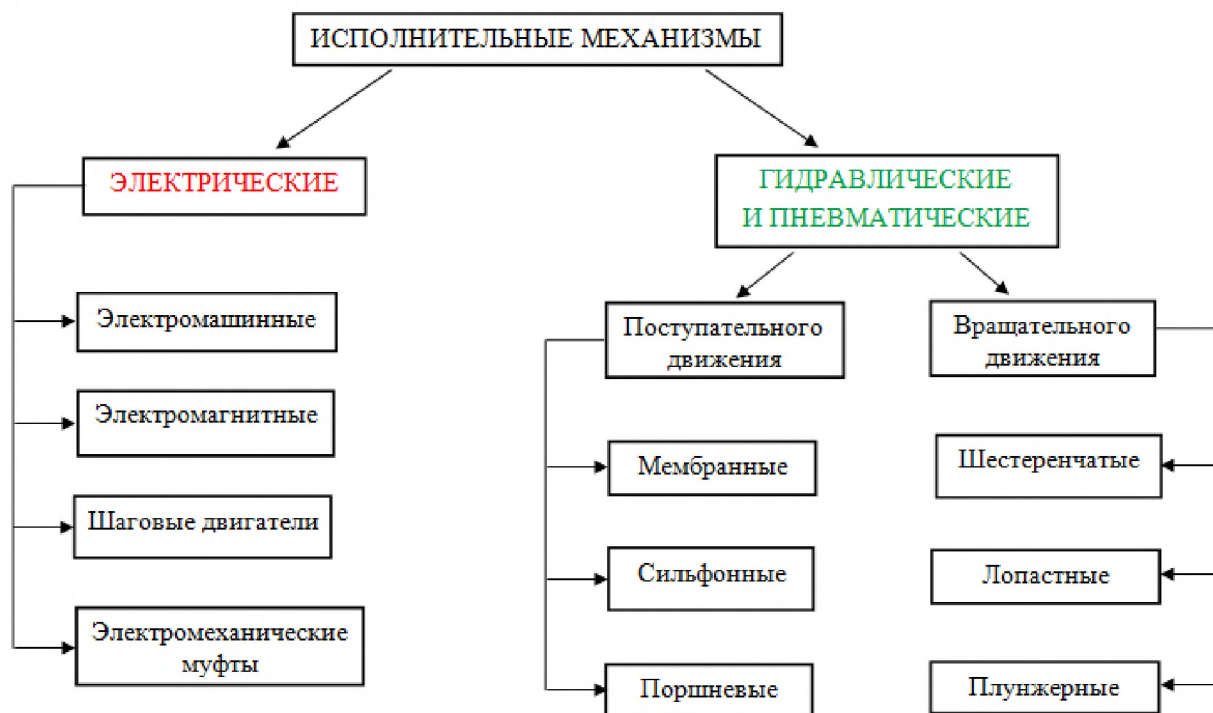 ИСПОЛНИТЕЛЬНЫЕ МЕХАНИЗМЫ
ЭЛЕКТРИЧЕСКИЕ
Электромашинные
Электромагнитные
Шаговые двигатели
Электромеханические
муфты
ГИДРАВЛИЧЕСКИЕ
И ПНЕВМАТИЧЕСКИЕ
Поступательного
движения
Мембранные
Сильфонные
Поршневые
Вращательного
движения
Шестеренчатые
Лопастные
Плунжерные